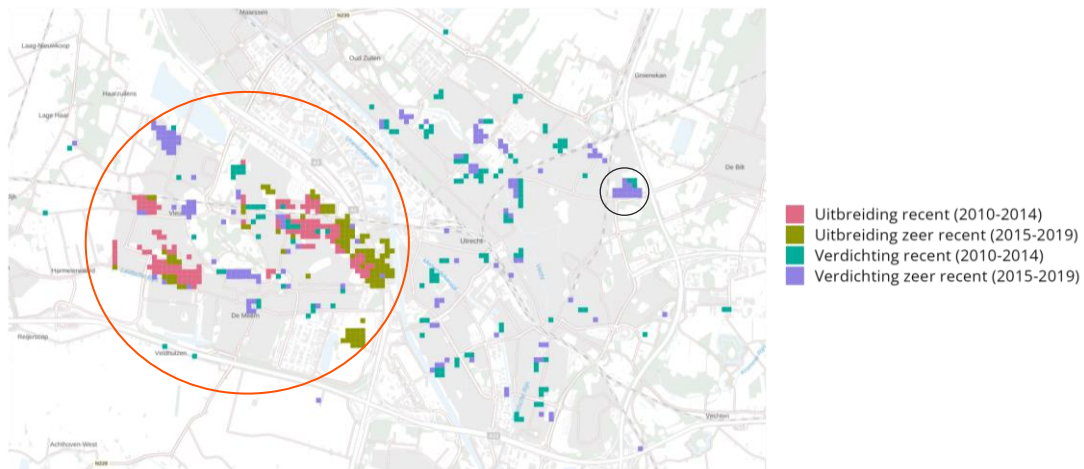 Maarssen
N230
Laag-Nieuwkoop
Oud Zuilen
Groenekan
Haarzuilens
Lage Haar
De Bilt
Utrecht
Harmelerwaard
De Meern
Reijerscop
Veldhuizen
Vechten
Achthoven-West
N228
Uitbreiding recent (2010-2014)
Uitbreiding zeer recent (2015-2019)
Verdichting recent (2010-2014)
Verdichting zeer recent (2015-2019)